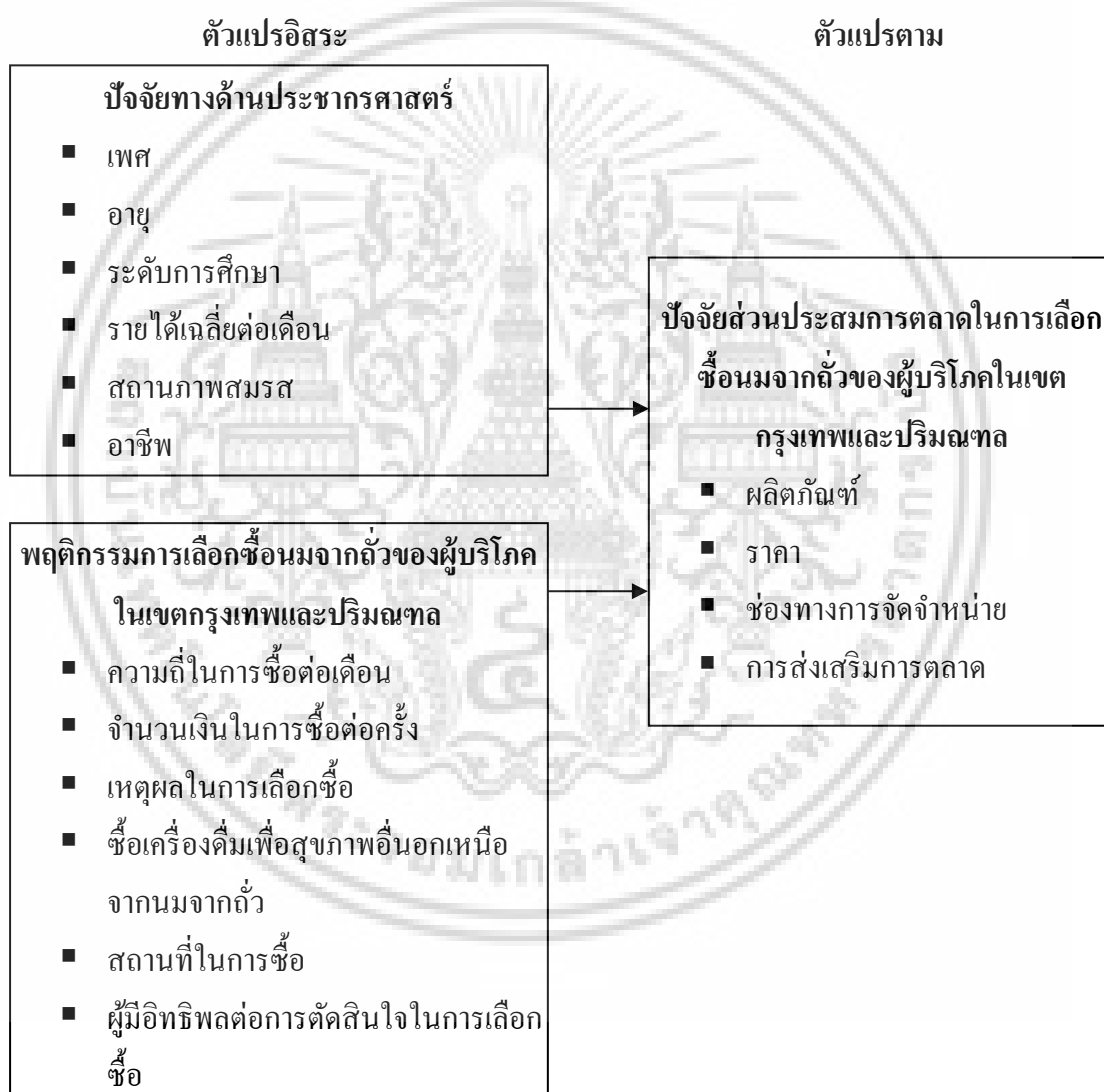 ตัวแปรอิสระ
ตัวแปรตาม
ปัจจัยทางด้านประชากรศาสตร์
▪ เพศ
▪ อายุ
▪ ระดับการศึกษา
▪ รายได้เฉลี่ยต่อเดือน
▪ สถานภาพสมรส
▪ อาชีพ
พฤติกรรมการเลือกซื้อนมจากถั่วของผู้บริโภค
ในเขตกรุงเทพและปริมณฑล
▪ ความถี่ในการซื้อต่อเดือน
▪ จำนวนเงินในการซื้อต่อครั้ง
▪ เหตุผลในการเลือกซื้อ
▪ ซื้อเครื่องดื่มเพื่อสุขภาพอื่นอกเหนือ
จากนมจากถั่ว
▪ สถานที่ในการซื้อ
▪ ผู้มีอิทธิพลต่อการตัดสินใจในการเลือก
ซื้อ
ปัจจัยส่วนประสมการตลาดในการเลือก
ซื้อนมจากถั่วของผู้บริโภคในเขต
กรุงเทพและปริมณฑล
▪ ผลิตภัณฑ์
▪ ราคา
▪ ช่องทางการจัดจำหน่าย
▪ การส่งเสริมการตลาด